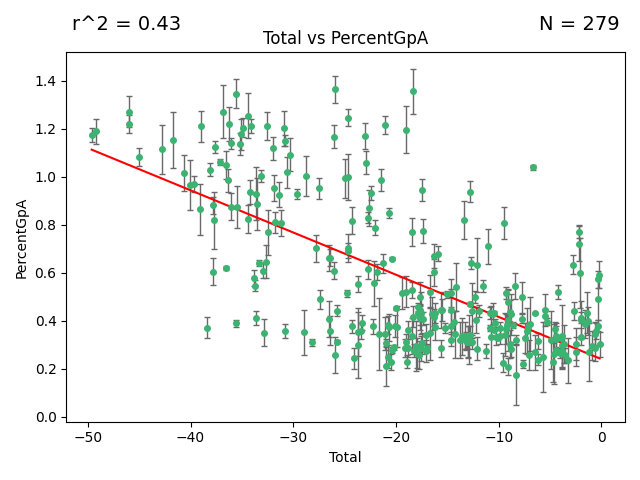 r^2 = 0.43
N = 279
Total vs PercentGpA
PercentGpA
1.4
1.2
1.0
0.8
0.6
0.4
0.2
0.0
−50
−40
−30
−20
−10
0
Total